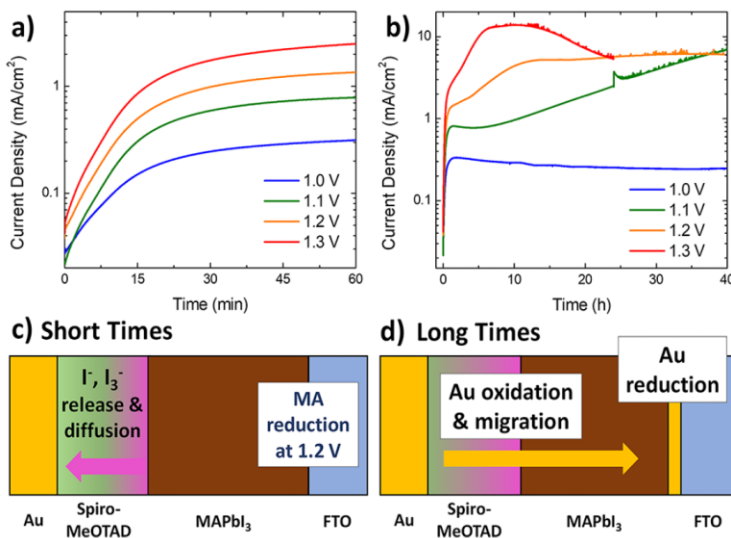 a)
Current Density (mA/cm²)
1
0.1
1.0 V
1.1 V
1.2 V
1.3 V
0 15 30 45 60
Time (min)
b)
Current Density (mA/cm²)
10
1
0.1
1.0 V
1.1 V
1.2 V
1.3 V
0 10 20 30 40
Time (h)
c) Short Times
I⁻, I₃⁻
release &
diffusion
MA
reduction
at 1.2 V
Au
Spiro-
MeOTAD
MAPbI₃
FTO
d) Long Times
Au
reduction
Au oxidation
& migration
Au
Spiro-
MeOTAD
MAPbI₃
FTO